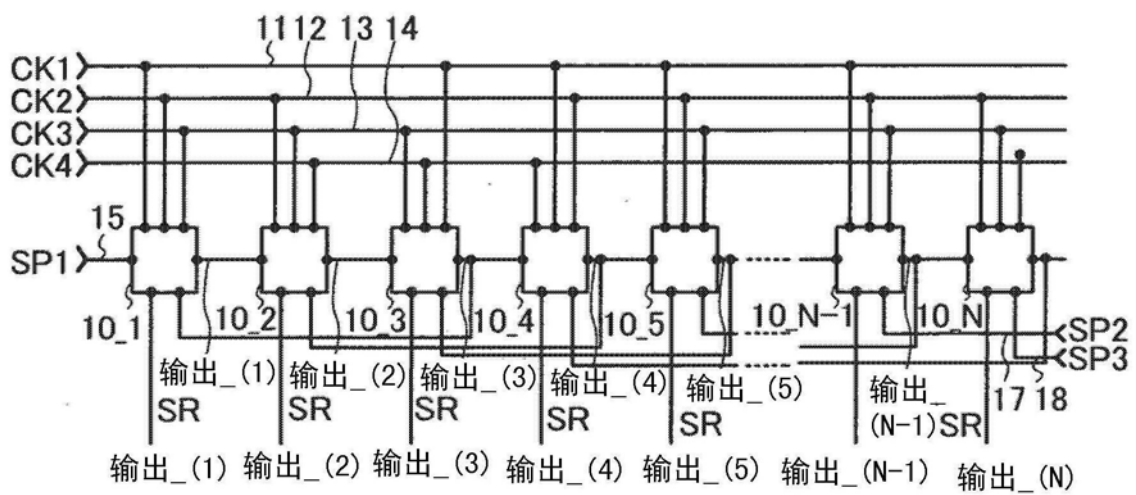 11 12 13 14
CK1
CK2
CK3
CK4
15
SP1
10_1 10_2 10_3 10_4 10_5 10_N-1 10_N
SP2
SP3
输出_(1) 输出_(2) 输出_(3) 输出_(4) 输出_(5) 输出_(N-1) 17 18
SR SR SR SR SR SR
输出_(1) 输出_(2) 输出_(3) 输出_(4) 输出_(5) 输出_(N-1) 输出_(N)